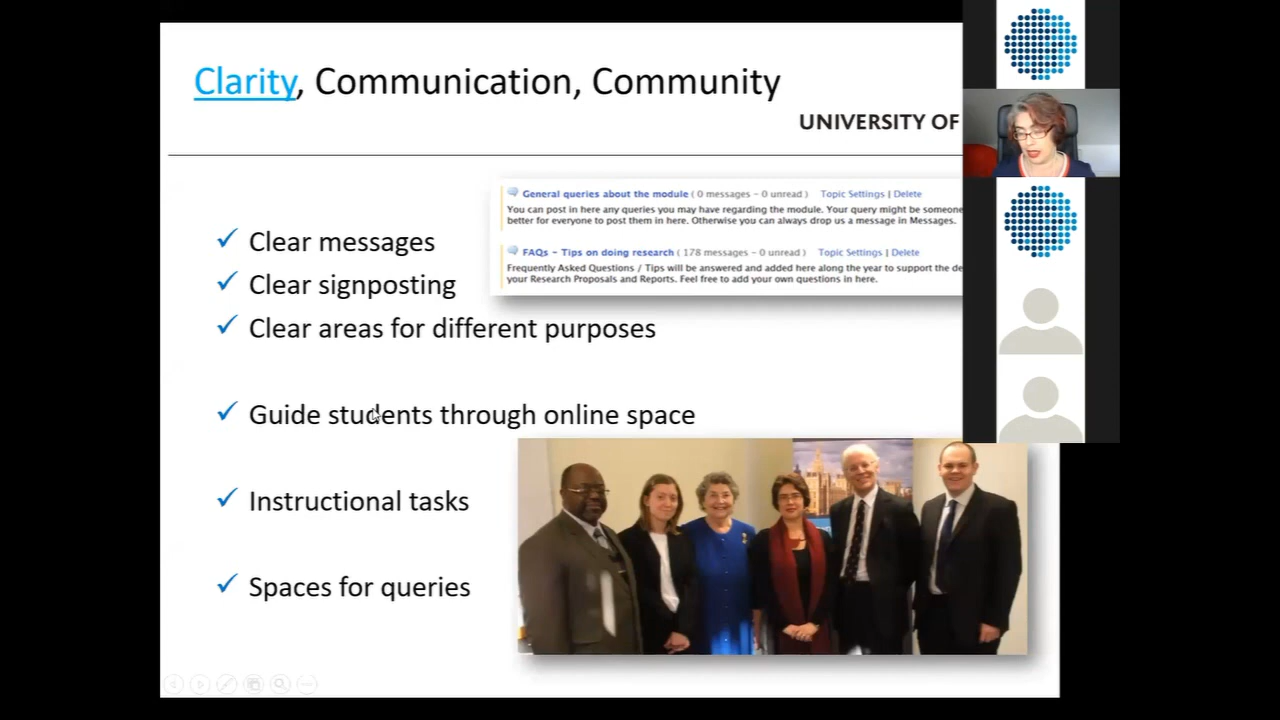 Clarity, Communication, Community
UNIVERSITY OF
General queries about the module ( 0 messages - 0 unread ) Topic Settings | Delete
You can post in here any queries you may have regarding the module. Your query might be someone
better for everyone to post them in here. Otherwise you can always drop us a message in Messages.
FAQs - Tips on doing research ( 178 messages - 0 unread ) Topic Settings | Delete
Frequently Asked Questions / Tips will be answered and added here along the year to support the de
your Research Proposals and Reports. Feel free to add your own questions in here.
Clear messages
Clear signposting
Clear areas for different purposes
Guide students through online space
Instructional tasks
Spaces for queries